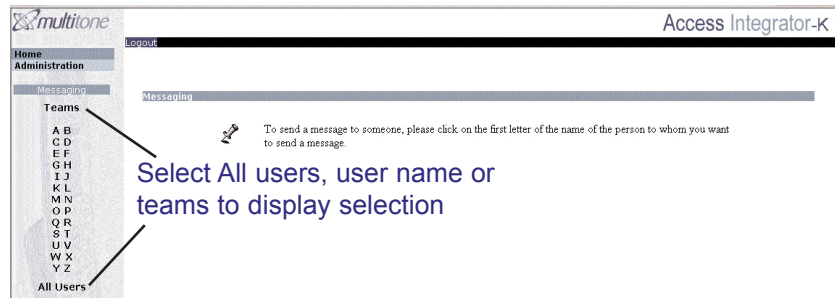 multitone
Access Integrator-K
Logout
Home
Administration
Messaging
Teams
A B
C D
E F
G H
I J
K L
M N
O P
Q R
S T
U V
W X
Y Z
All Users
Messaging
To send a message to someone, please click on the first letter of the name of the person to whom you want
to send a message.
Select All users, user name or
teams to display selection